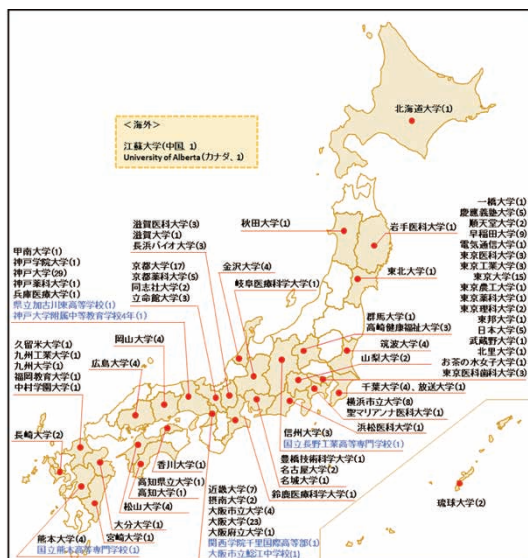 北海道大学(1)
＜海外＞
江蘇大学(中国、1)
University of Alberta(カナダ、1)
秋田大学(1)
岩手医科大学(1)
東北大学(1)
一橋大学(1)
慶應義塾大学(5)
順天堂大学(2)
早稲田大学(9)
電気通信大学(1)
東京医科大学(3)
東京工業大学(3)
東京大学(15)
東京農工大学(1)
東京薬科大学(1)
東京理科大学(2)
東邦大学(1)
日本大学(5)
武蔵野大学(1)
北里大学(1)
お茶の水女子大学(1)
東京医科歯科大学(3)
滋賀医科大学(3)
滋賀大学(1)
長浜バイオ大学(3)
京都大学(17)
京都薬科大学(5)
同志社大学(2)
立命館大学(3)
金沢大学(4)
岐阜医療科学大学(1)
甲南大学(1)
神戸学院大学(1)
神戸大学(29)
神戸薬科大学(1)
兵庫医療大学(1)
県立加古川東高等学校(1)
神戸大学附属中等教育学校4年(1)
群馬大学(1)
高崎健康福祉大学(3)
筑波大学(4)
山梨大学(2)
千葉大学(4)、放送大学(1)
横浜市立大学(8)
聖マリアンナ医科大学(1)
浜松医科大学(1)
岡山大学(4)
広島大学(4)
久留米大学(1)
九州工業大学(1)
九州大学(1)
福岡教育大学(1)
中村学園大学(1)
長崎大学(2)
信州大学(3)
国立長野工業高等専門学校(1)
豊橋技術科学大学(1)
名古屋大学(2)
名城大学(1)
鈴鹿医療科学大学(1)
香川大学(1)
高知県立大学(1)
高知大学(1)
松山大学(4)
大分大学(1)
宮崎大学(1)
熊本大学(4)
国立熊本高等専門学校(1)
近畿大学(7)
摂南大学(2)
大阪市立大学(4)
大阪大学(23)
大阪府立大学(1)
関西学院千里国際高等部(1)
大阪市立鯰江中学校(1)
琉球大学(2)